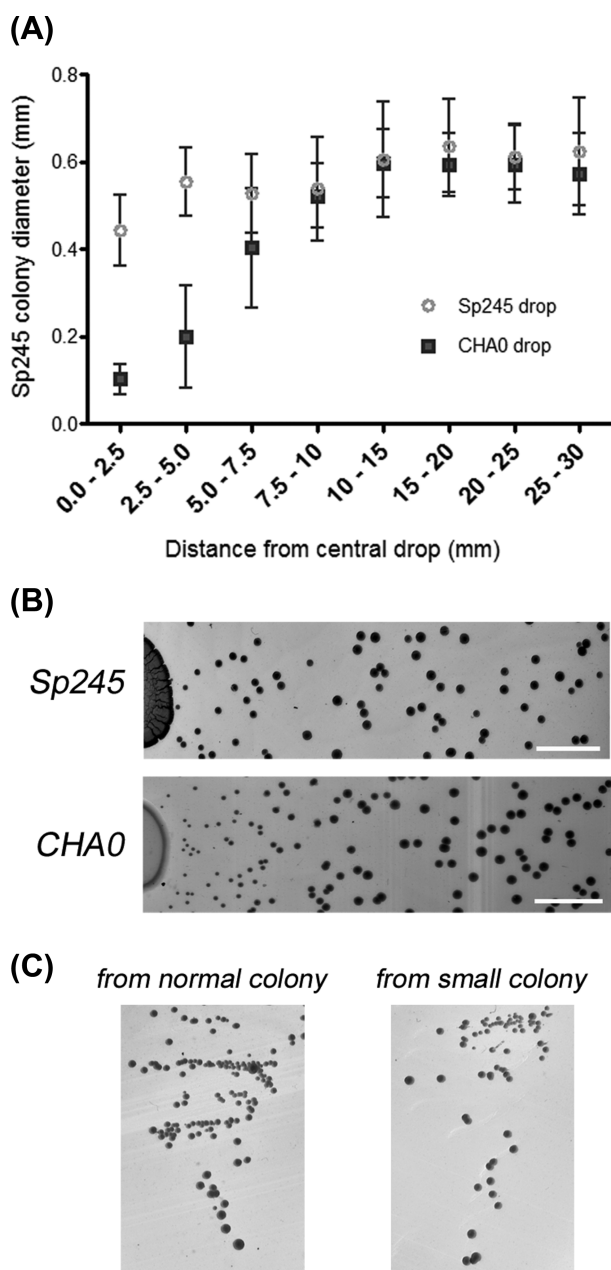 (A)
Sp245 colony diameter (mm)
0.8
0.6
0.4
0.2
0.0
Sp245 drop
CHA0 drop
0.0 - 2.5
2.5 - 5.0
5.0 - 7.5
7.5 - 10
10 - 15
15 - 20
20 - 25
25 - 30
Distance from central drop (mm)
(B)
Sp245
CHA0
(C)
from normal colony
from small colony